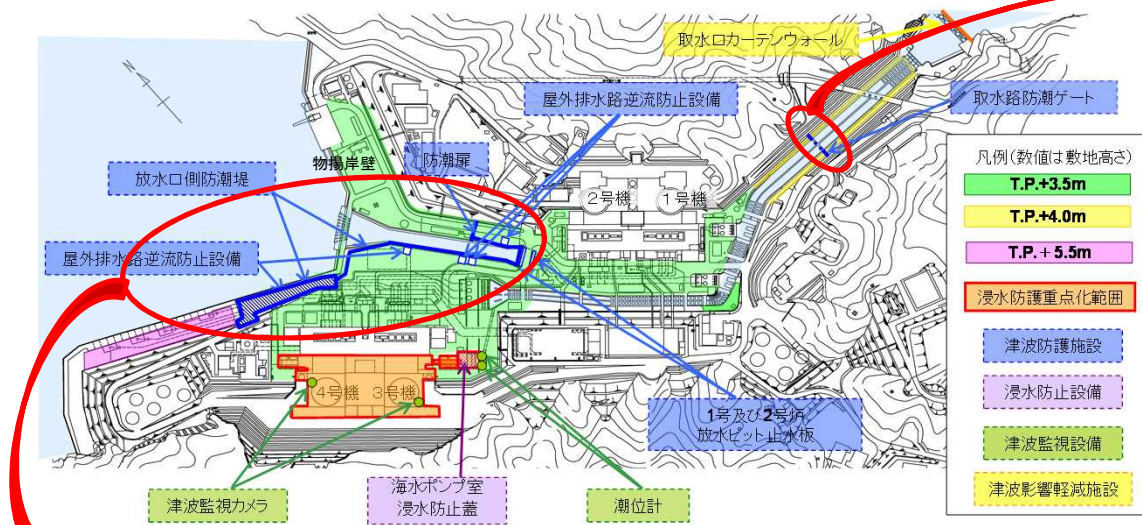 取水口カーテンウォール
屋外排水路逆流防止設備
取水路防潮ゲート
N
物揚岸壁
防潮扉
放水口側防潮堤
2号機
1号機
屋外排水路逆流防止設備
4号機
3号機
1号及び2号炉
放水ピット止水板
津波監視カメラ
海水ポンプ室
浸水防止蓋
潮位計
凡例(数値は敷地高さ)
T.P.+3.5m
T.P.+4.0m
T.P.+5.5m
浸水防護重点化範囲
津波防護施設
浸水防止設備
津波監視設備
津波影響軽減施設